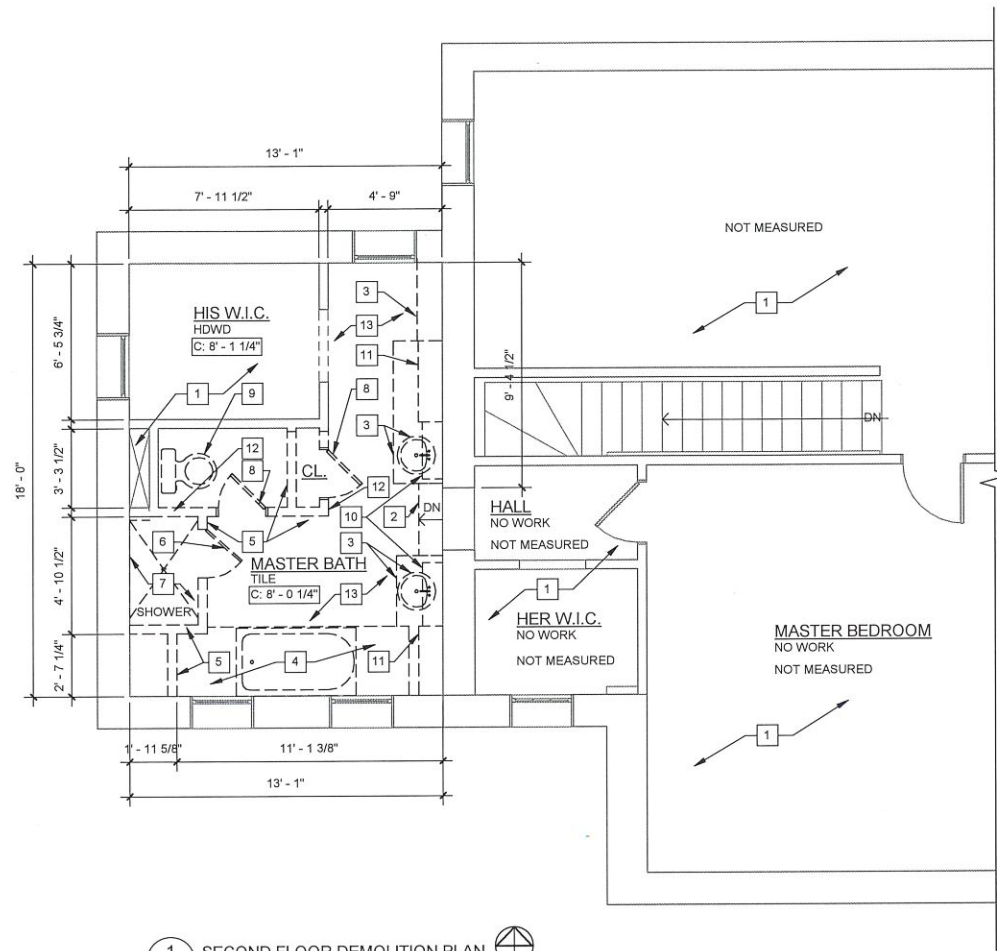 13' - 1"
7' - 11 1/2"
4' - 9"
NOT MEASURED
1
3
13
11
8
3
HIS W.I.C.
HDWD
C: 8' - 1 1/4"
1
9
6' - 5 3/4"
9' - 4 1/2"
DN
18' - 0"
3' - 3 1/2"
12
8
CL.
12
10
2
DN
HALL
NO WORK
NOT MEASURED
5
3
6
4' - 10 1/2"
7
SHOWER
MASTER BATH
TILE
C: 8' - 0 1/4"
13
1
HER W.I.C.
NO WORK
NOT MEASURED
MASTER BEDROOM
NO WORK
NOT MEASURED
1
2' - 7 1/4"
5
4
11
1' - 11 5/8"
11' - 1 3/8"
13' - 1"
1
SECOND FLOOR DEMOLITION PLAN